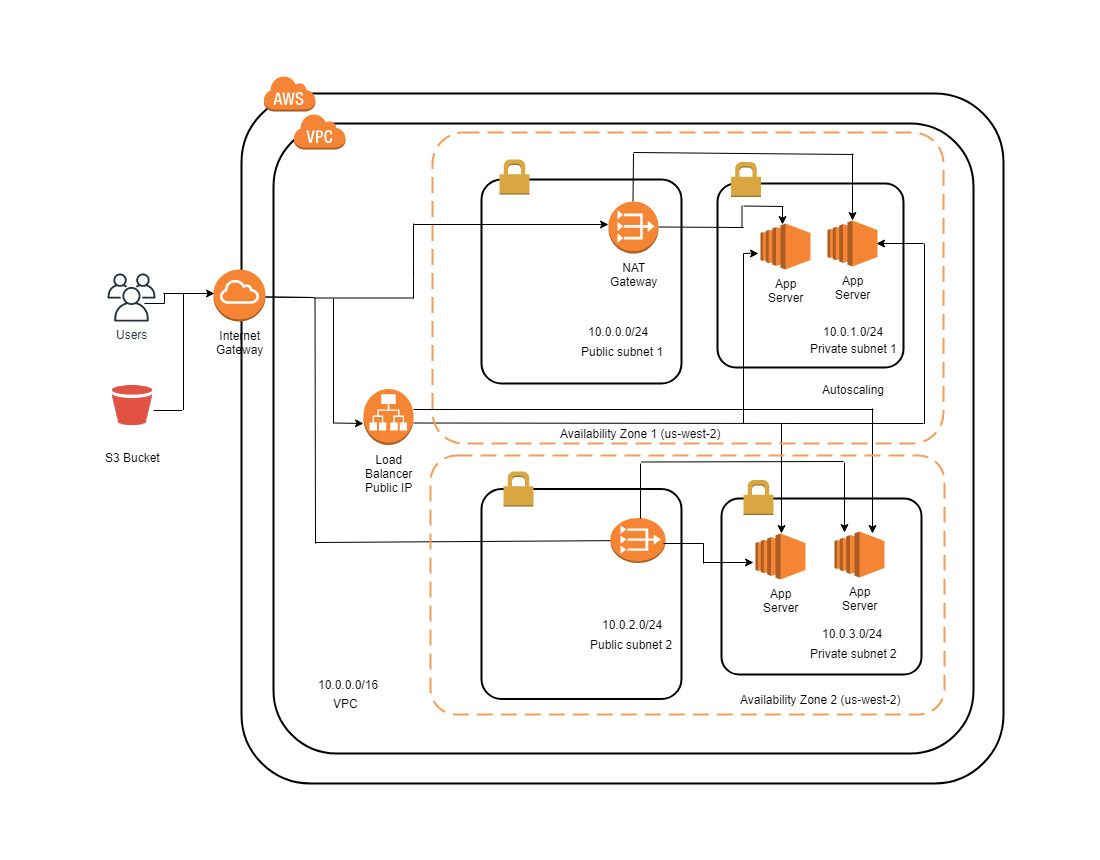 AWS
VPC
NAT
Gateway
App
Server
App
Server
Users
Internet
Gateway
10.0.0.0/24
Public subnet 1
10.0.1.0/24
Private subnet 1
Autoscaling
S3 Bucket
Load
Balancer
Public IP
Availability Zone 1 (us-west-2)
App
Server
App
Server
10.0.2.0/24
Public subnet 2
10.0.3.0/24
Private subnet 2
10.0.0.0/16
VPC
Availability Zone 2 (us-west-2)